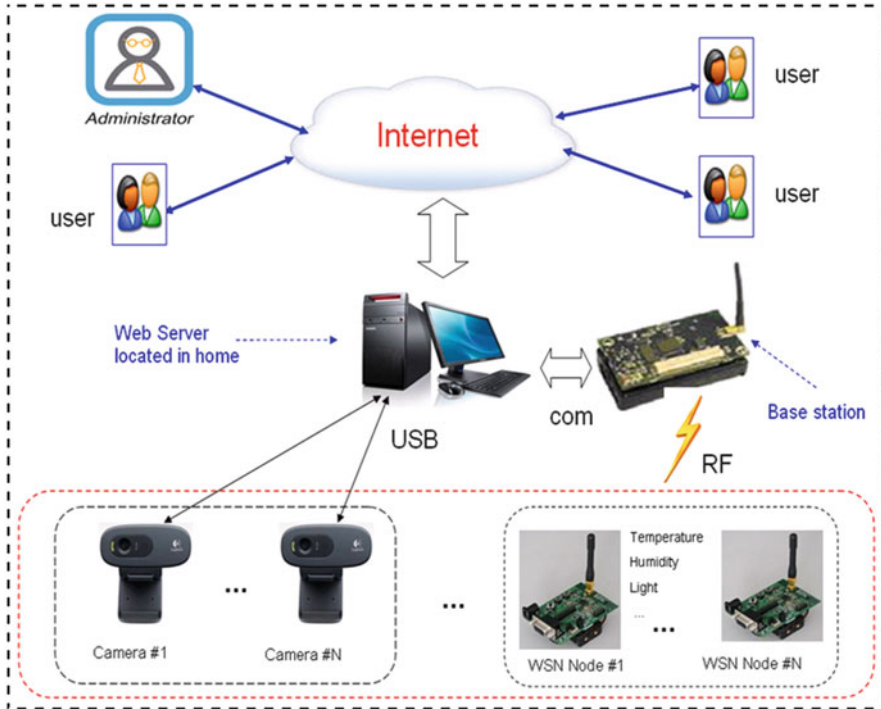 Administrator
Internet
user
user
user
Web Server
located in home
com
Base station
USB
RF
Temperature
Humidity
Light
...
...
...
...
Camera #1
Camera #N
WSN Node #1
WSN Node #N